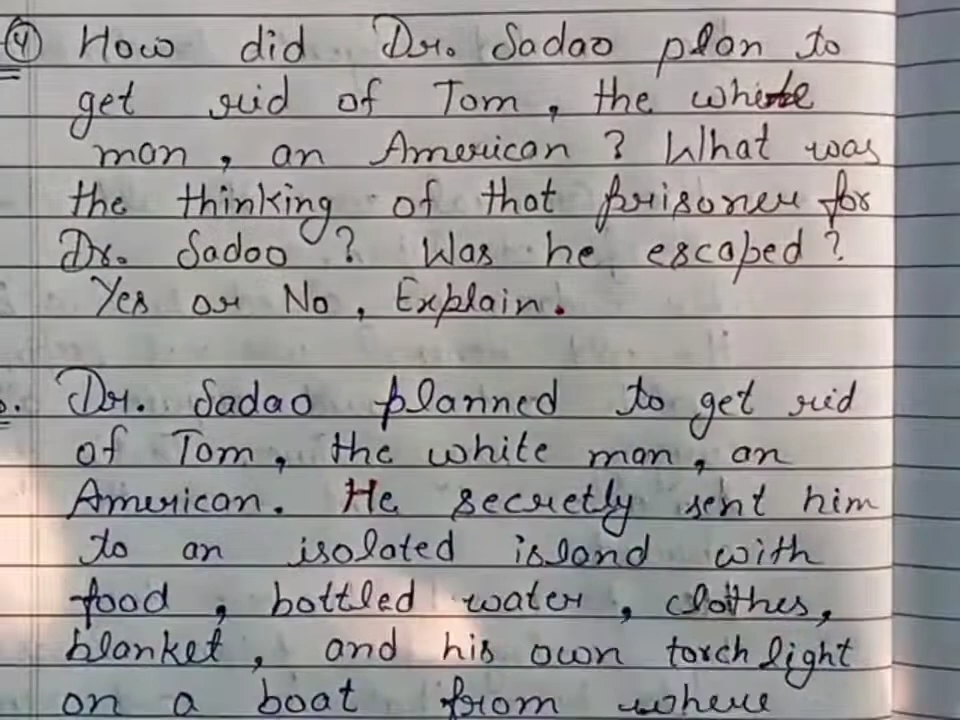 (4) How did Dr. Sadao plan to
get rid of Tom, the white
man, an American? What was
the thinking of that prisoner for
Dr. Sadao? Was he escaped?
Yes or No, Explain.
Dr. Sadao planned to get rid
of Tom, the white man, an
American. He secretly sent him
to an isolated island with
food, bottled water, clothes,
blanket, and his own torch light
on a boat from where